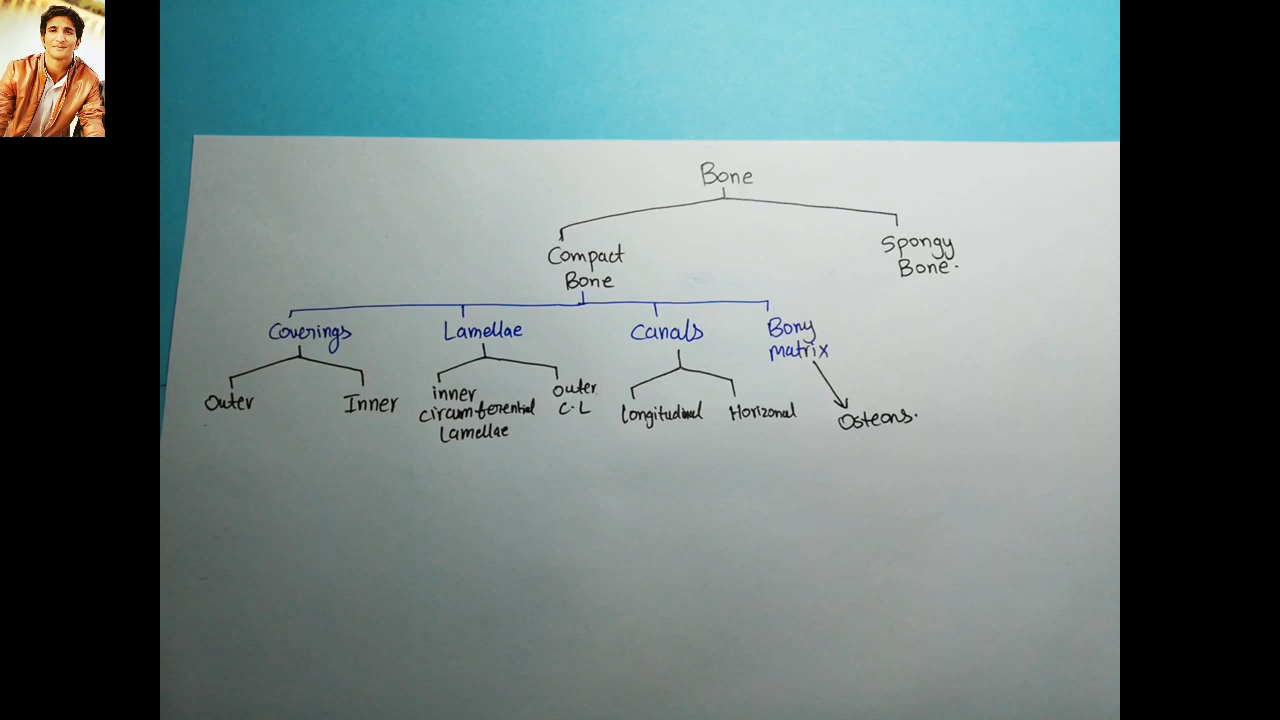 Bone
Compact
Bone
Spongy
Bone.
Coverings
Lamellae
Canals
Bony
matrix
Outer
Inner
inner
circumferential
Lamellae
outer
C.L
longitudinal
Horizonal
Osteons.